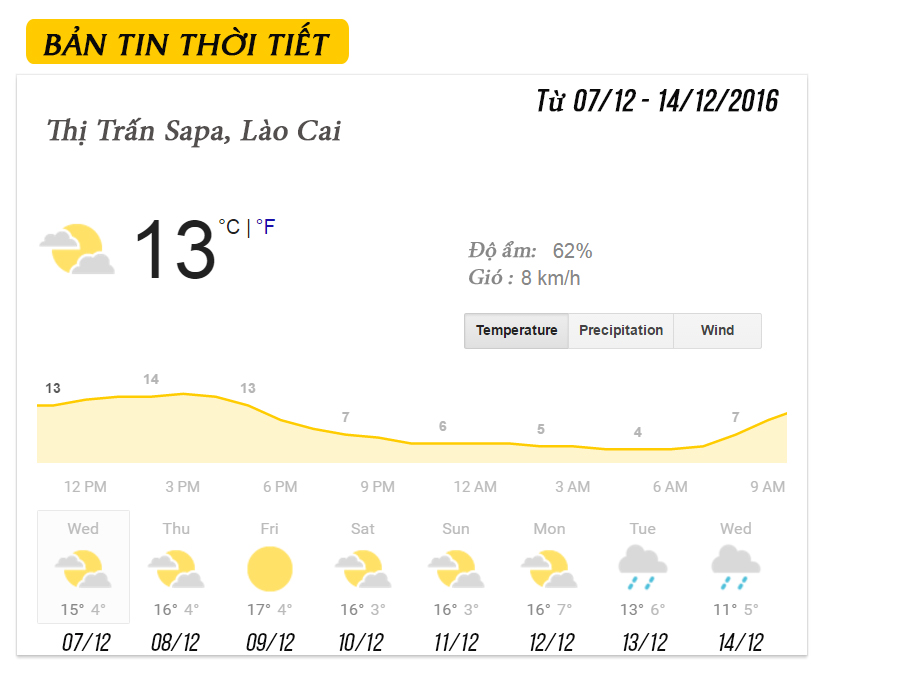 BẢN TIN THỜI TIẾT
Từ 07/12 - 14/12/2016
Thị Trấn Sapa, Lào Cai
13 °C | °F
Độ ẩm: 62%
Gió : 8 km/h
Temperature Precipitation Wind
13 14 13 7 6 5 4 7
12 PM 3 PM 6 PM 9 PM 12 AM 3 AM 6 AM 9 AM
Wed Thu Fri Sat Sun Mon Tue Wed
15° 4° 16° 4° 17° 4° 16° 3° 16° 3° 16° 7° 13° 6° 11° 5°
07/12 08/12 09/12 10/12 11/12 12/12 13/12 14/12